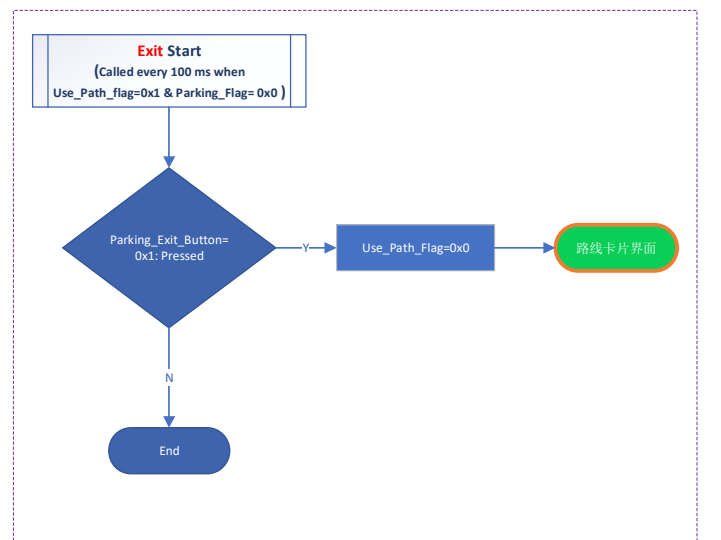 Exit Start
(Called every 100 ms when
Use_Path_flag=0x1 & Parking_Flag= 0x0 )
Parking_Exit_Button=
0x1: Pressed
Y
Use_Path_Flag=0x0
路线卡片界面
N
End